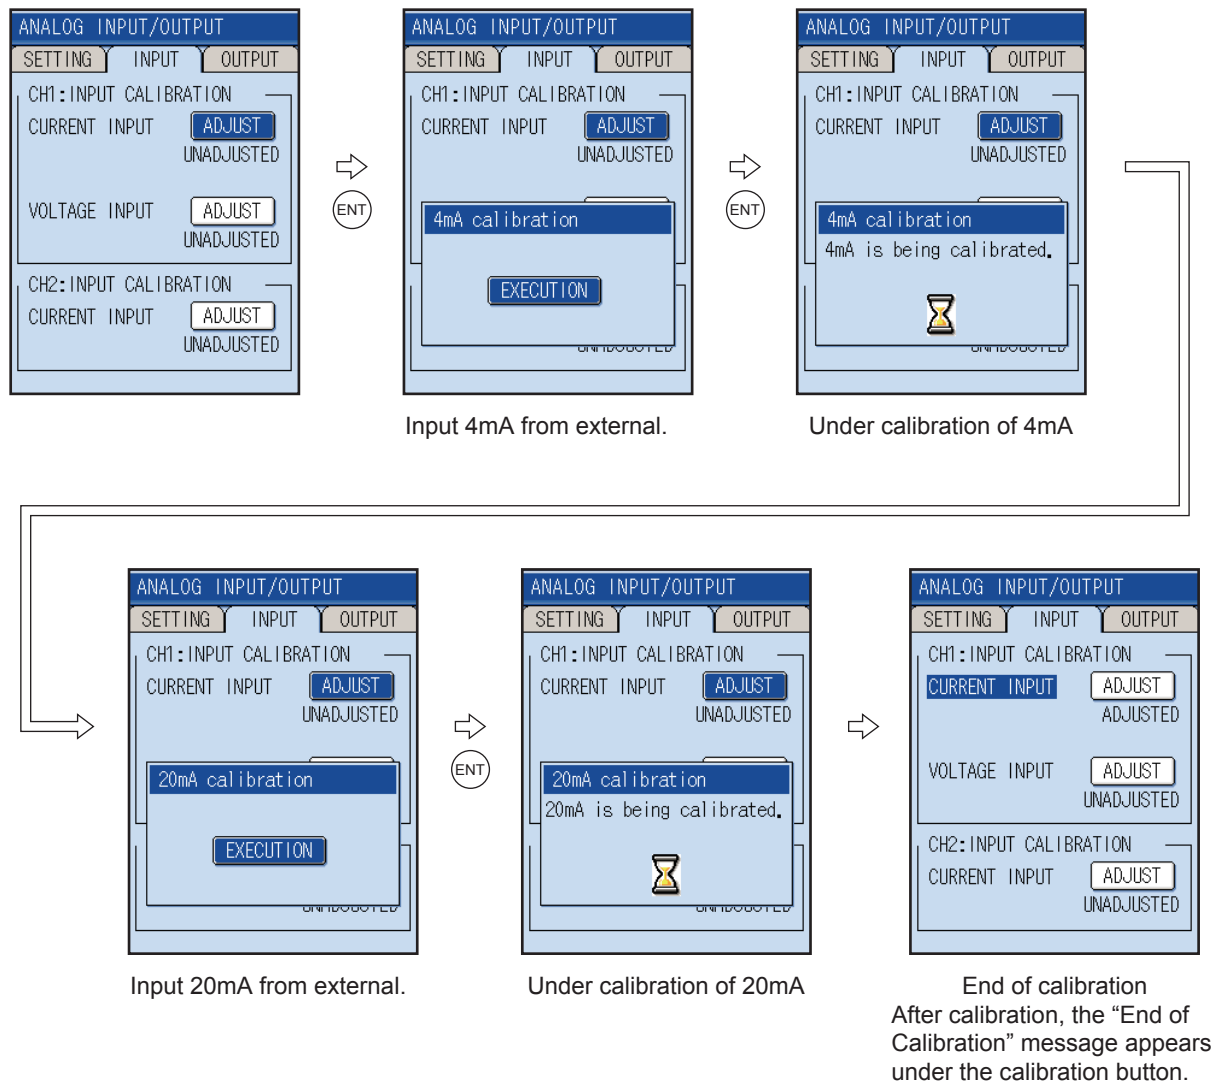 ANALOG INPUT/OUTPUT
SETTING INPUT OUTPUT
CH1:INPUT CALIBRATION
CURRENT INPUT ADJUST
UNADJUSTED
VOLTAGE INPUT ADJUST
UNADJUSTED
CH2:INPUT CALIBRATION
CURRENT INPUT ADJUST
UNADJUSTED
ENT
ANALOG INPUT/OUTPUT
SETTING INPUT OUTPUT
CH1:INPUT CALIBRATION
CURRENT INPUT ADJUST
UNADJUSTED
4mA calibration
EXECUTION
Input 4mA from external.
ENT
ANALOG INPUT/OUTPUT
SETTING INPUT OUTPUT
CH1:INPUT CALIBRATION
CURRENT INPUT ADJUST
UNADJUSTED
4mA calibration
4mA is being calibrated.
Under calibration of 4mA
ANALOG INPUT/OUTPUT
SETTING INPUT OUTPUT
CH1:INPUT CALIBRATION
CURRENT INPUT ADJUST
UNADJUSTED
20mA calibration
EXECUTION
Input 20mA from external.
ENT
ANALOG INPUT/OUTPUT
SETTING INPUT OUTPUT
CH1:INPUT CALIBRATION
CURRENT INPUT ADJUST
UNADJUSTED
20mA calibration
20mA is being calibrated.
Under calibration of 20mA
ANALOG INPUT/OUTPUT
SETTING INPUT OUTPUT
CH1:INPUT CALIBRATION
CURRENT INPUT ADJUST
ADJUSTED
VOLTAGE INPUT ADJUST
UNADJUSTED
CH2:INPUT CALIBRATION
CURRENT INPUT ADJUST
UNADJUSTED
End of calibration
After calibration, the “End of
Calibration” message appears
under the calibration button.